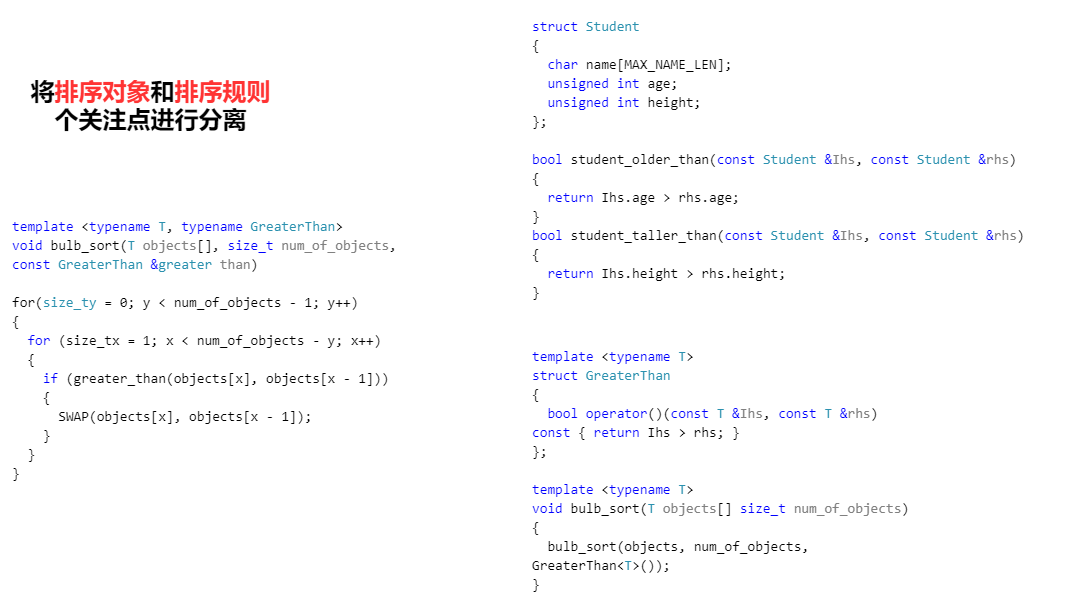 将排序对象和排序规则
个关注点进行分离
template <typename T, typename GreaterThan>
void bulb_sort(T objects[], size_t num_of_objects,
const GreaterThan &greater than)
for(size_ty = 0; y < num_of_objects - 1; y++)
{
for (size_tx = 1; x < num_of_objects - y; x++)
{
if (greater_than(objects[x], objects[x - 1]))
{
SWAP(objects[x], objects[x - 1]);
}
}
}
struct Student
{
char name[MAX_NAME_LEN];
unsigned int age;
unsigned int height;
};
bool student_older_than(const Student &Ihs, const Student &rhs)
{
return Ihs.age > rhs.age;
}
bool student_taller_than(const Student &Ihs, const Student &rhs)
{
return Ihs.height > rhs.height;
}
template <typename T>
struct GreaterThan
{
bool operator()(const T &Ihs, const T &rhs)
const { return Ihs > rhs; }
};
template <typename T>
void bulb_sort(T objects[] size_t num_of_objects)
{
bulb_sort(objects, num_of_objects,
GreaterThan<T>());
}